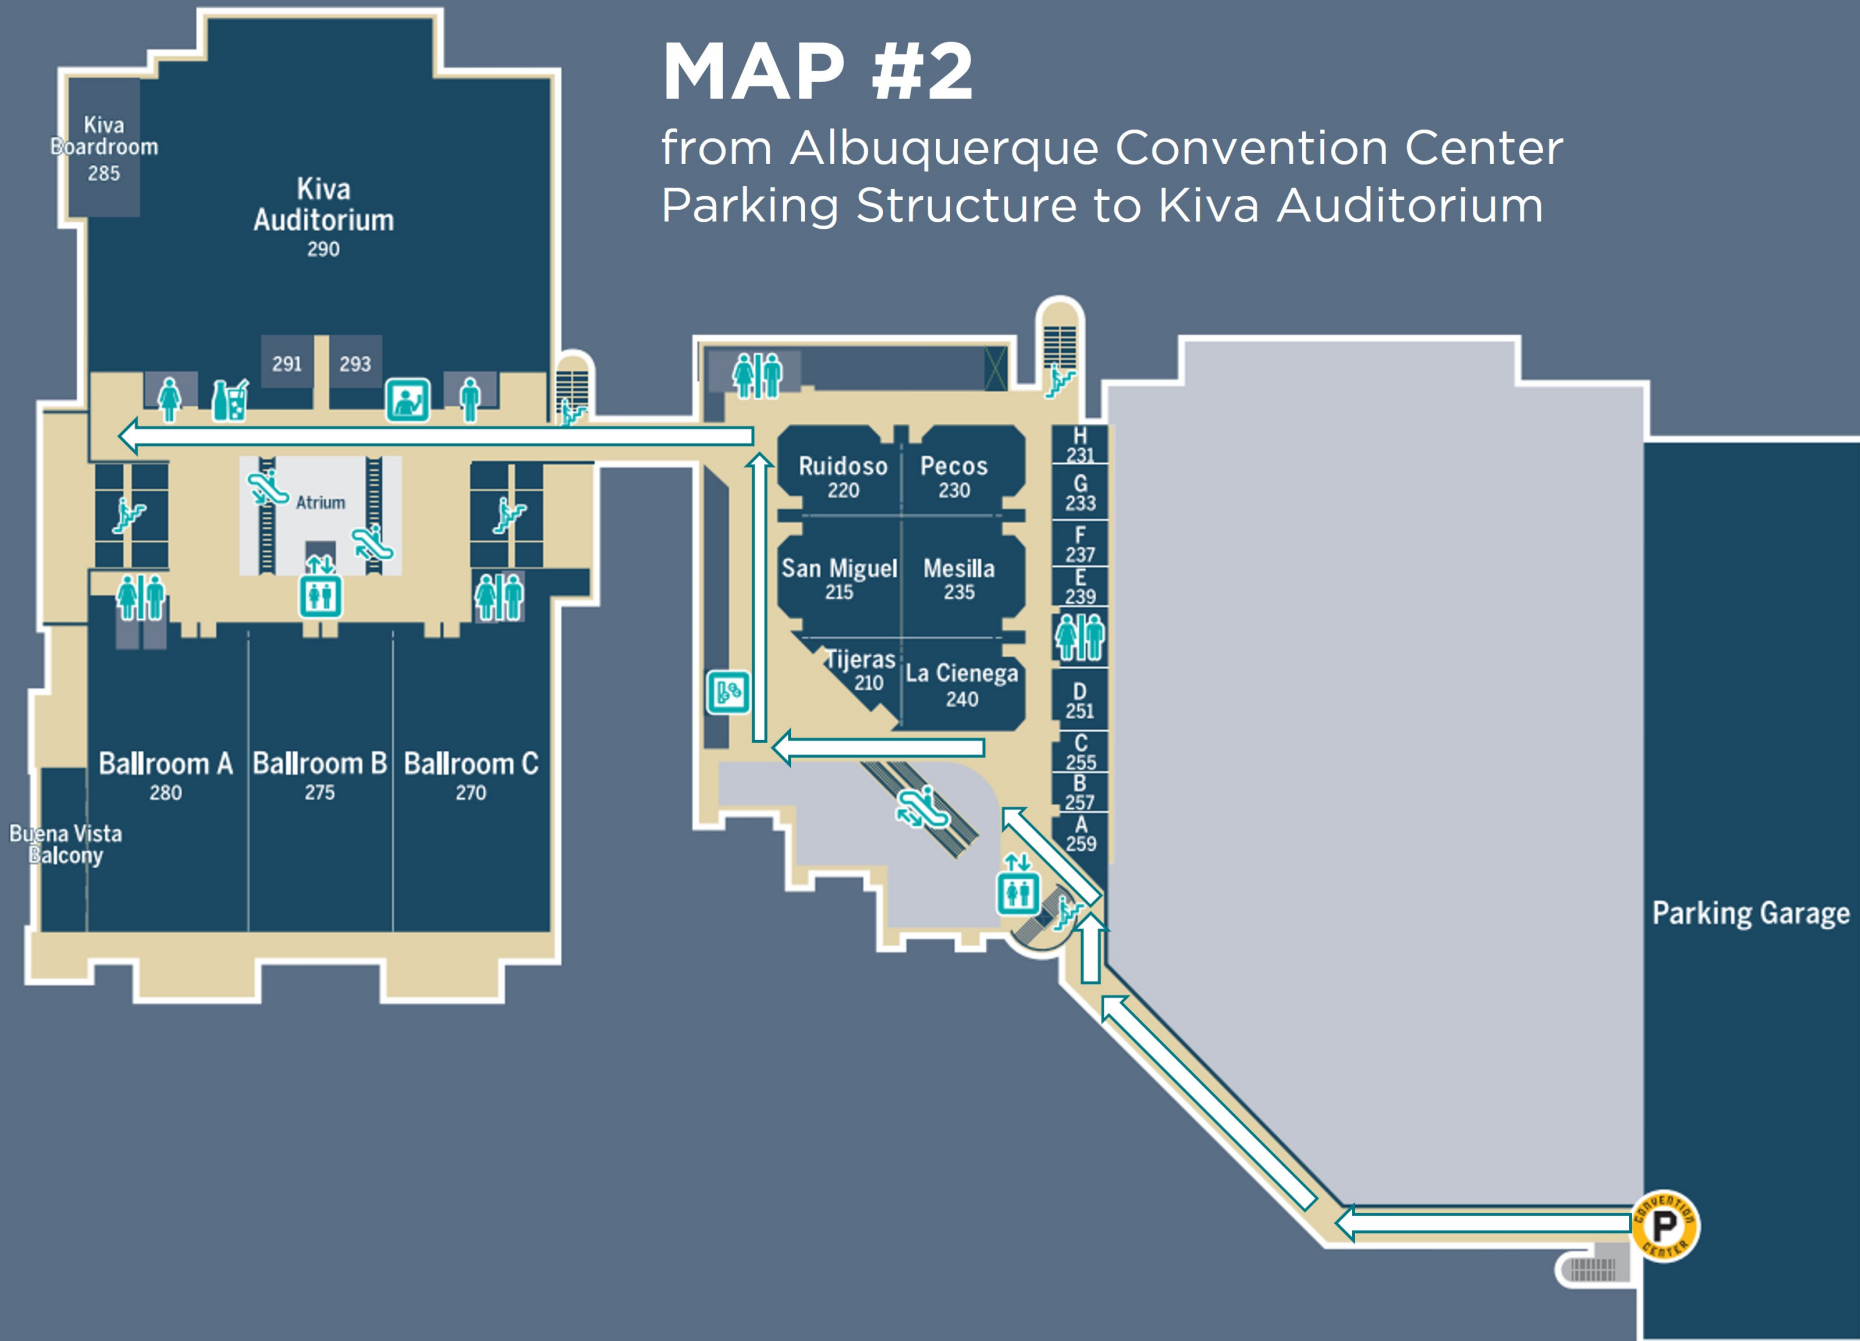 MAP #2
from Albuquerque Convention Center
Parking Structure to Kiva Auditorium
Kiva
Boardroom
285
Kiva
Auditorium
290
291
293
Atrium
Ballroom A
280
Ballroom B
275
Ballroom C
270
Buena Vista
Balcony
Ruidoso
220
Pecos
230
San Miguel
215
Mesilla
235
Tijeras
210
La Cienega
240
H
231
G
233
F
237
E
239
D
251
C
255
B
257
A
259
Parking Garage
CONVENTION
P
CENTER